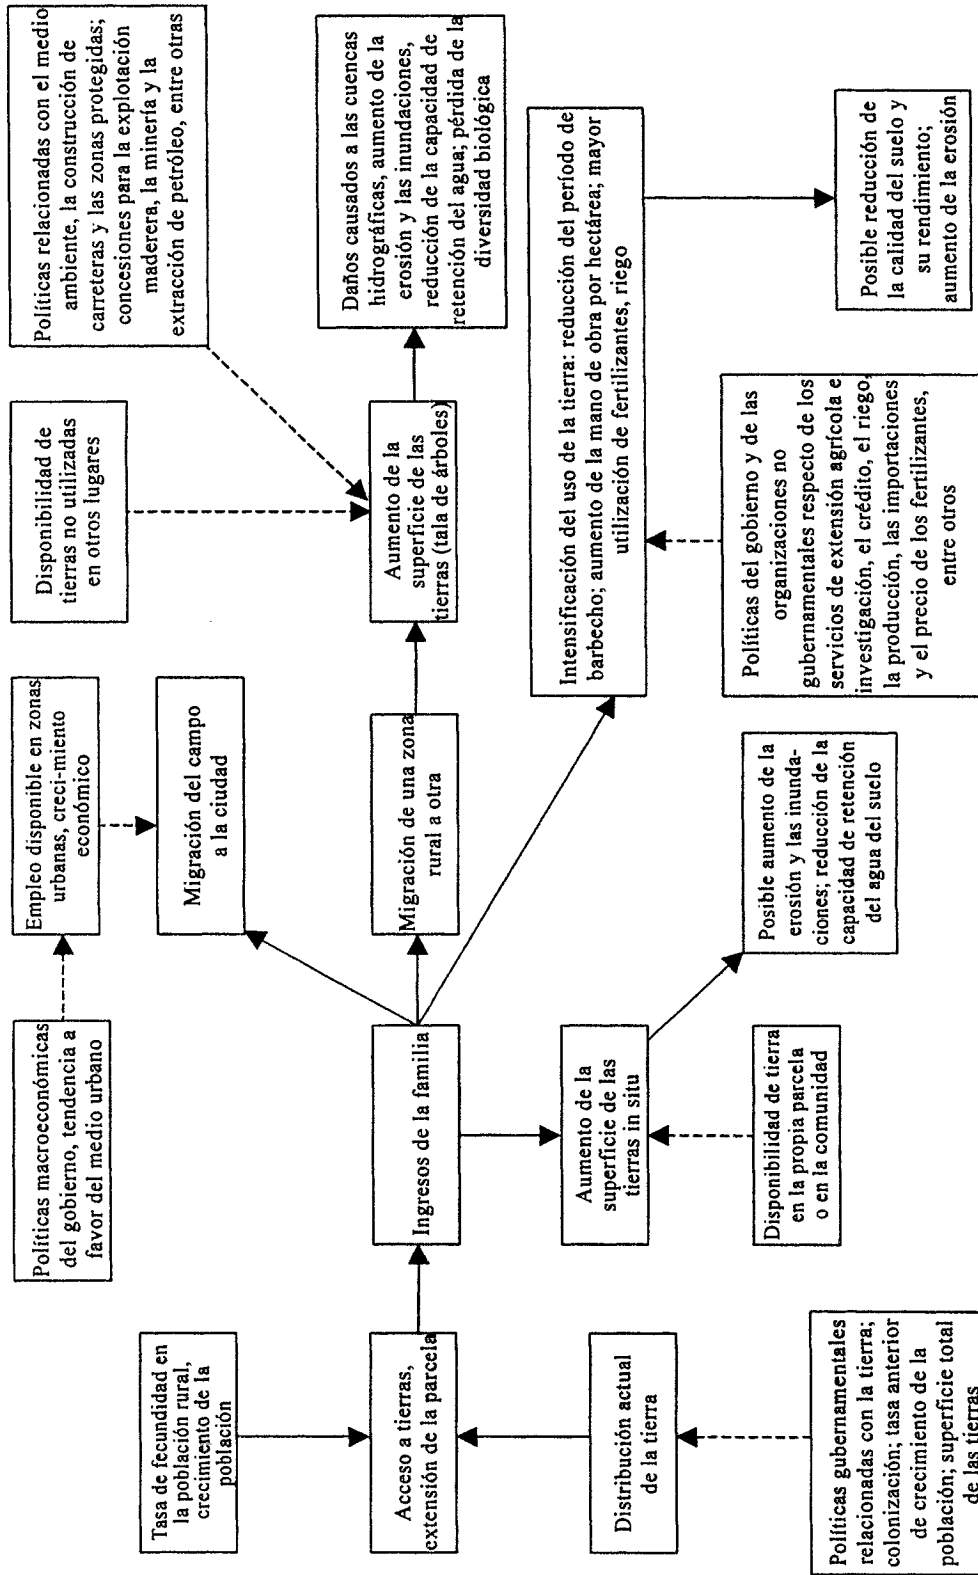 Tasa de fecundidad en
la población rural,
crecimiento de la
población
Acceso a tierras,
extensión de la parcela
Distribución actual
de la tierra
Políticas gubernamentales
relacionadas con la tierra;
colonización; tasa anterior
de crecimiento de la
población; superficie total
de las tierras
Políticas macroeconómicas
del gobierno, tendencia a
favor del medio urbano
Ingresos de la familia
Aumento de la
superficie de las
tierras in situ
Disponibilidad de tierra
en la propia parcela
o en la comunidad
Empleo disponible en zonas
urbanas, creci-miento
económico
Migración del campo
a la ciudad
Migración de una zona
rural a otra
Posible aumento de la
erosión y las inunda-
ciones; reducción de la
capacidad de retención
del agua del suelo
Disponibilidad de
tierras no utilizadas
en otros lugares
Aumento de la
superficie de las
tierras (tala de árboles)
Políticas relacionadas con el medio
ambiente, la construcción de
carreteras y las zonas protegidas;
concesiones para la explotación
maderera, la minería y la
extracción de petróleo, entre otras
Daños causados a las cuencas
hidrográficas, aumento de la
erosión y las inundaciones,
reducción de la capacidad de
retención del agua; pérdida de la
diversidad biológica
Intensificación del uso de la tierra: reducción del período de
barbecho; aumento de la mano de obra por hectárea; mayor
utilización de fertilizantes, riego
Políticas del gobierno y de las
organizaciones no
gubernamentales respecto de los
servicios de extensión agrícola e
investigación, el crédito, el riego,
la producción, las importaciones
y el precio de los fertilizantes,
entre otros
Posible reducción de
la calidad del suelo y
su rendimiento;
aumento de la erosión